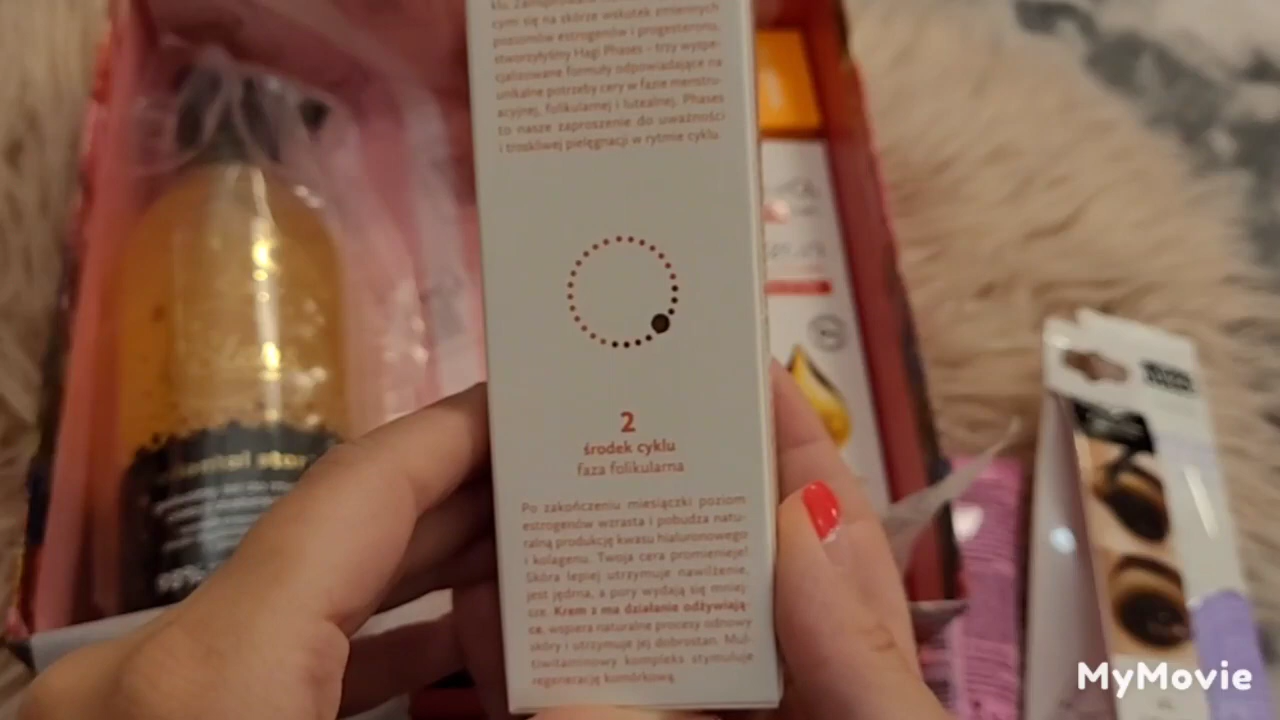 cymi się na skórze wskutek zmiennych
poziomów estrogenów i progesteronu,
stworzyłyśmy Hagi Phases – trzy wyspe-
cjalizowane formuły odpowiadające na
unikalne potrzeby cery w fazie menstru-
acyjnej, folikularnej i lutealnej. Phases
to nasze zaproszenie do uważności
i troskliwej pielęgnacji w rytmie cyklu.
2
środek cyklu
faza folikularna
Po zakończeniu miesiączki poziom
estrogenów wzrasta i pobudza natu-
ralną produkcję kwasu hialuronowego
i kolagenu. Twoja cera promienieje!
Skóra lepiej utrzymuje nawilżenie,
jest jędrna, a pory wydają się mniej-
sze. Krem 2 ma działanie odżywiają-
ce, wspiera naturalne procesy odnowy
skóry i utrzymuje jej dobrostan. Mul-
tiwitaminowy kompleks stymuluje
regenerację komórkową.
MyMovie